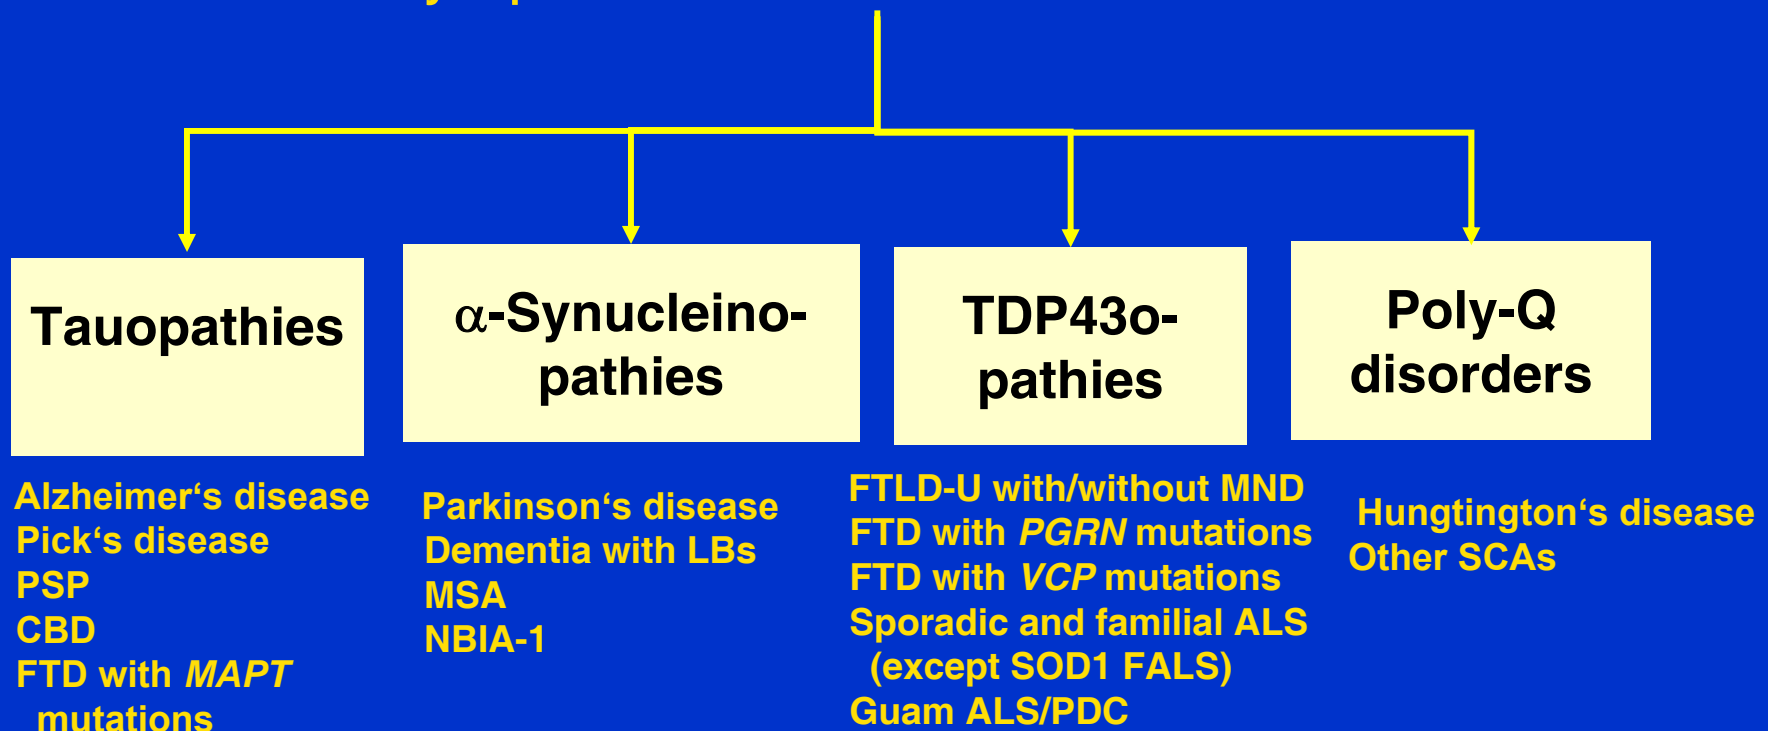 Tauopathies
α-Synucleino-
pathies
TDP43o-
pathies
Poly-Q
disorders
Alzheimer‘s disease
Pick‘s disease
PSP
CBD
FTD with MAPT
mutations
Parkinson‘s disease
Dementia with LBs
MSA
NBIA-1
FTLD-U with/without MND
FTD with PGRN mutations
FTD with VCP mutations
Sporadic and familial ALS
(except SOD1 FALS)
Guam ALS/PDC
Hungtington‘s disease
Other SCAs